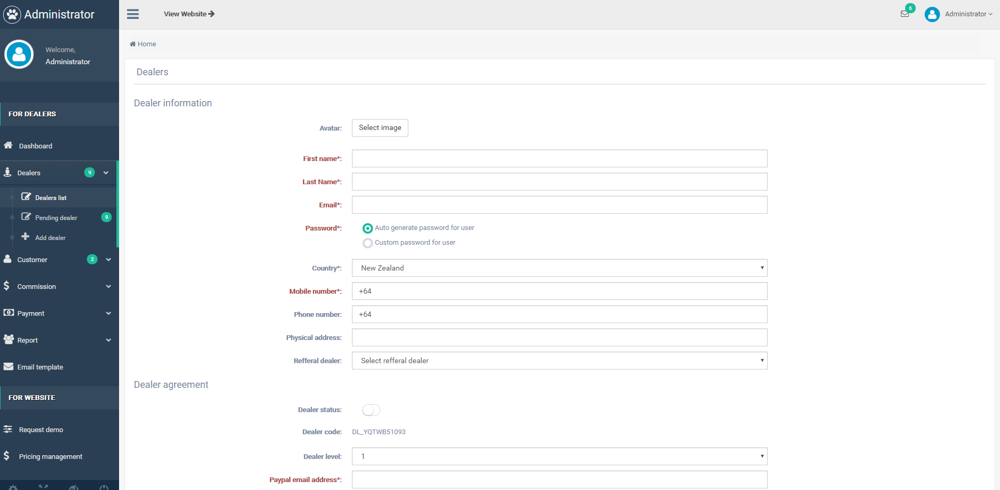 Administrator
View Website
6
Administrator
Welcome,
Administrator
Home
Dealers
Dealer information
FOR DEALERS
Avatar:
Select image
Dashboard
First name*:
Dealers
9
Last Name*:
Dealers list
Email*:
Pending dealer
9
Password*:
Auto generate password for user
Add dealer
Custom password for user
Customer
2
Country*:
New Zealand
Commission
Mobile number*:
+64
Payment
Phone number:
+64
Report
Physical address:
Refferal dealer:
Select refferal dealer
Email template
Dealer agreement
FOR WEBSITE
Dealer status:
Request demo
Dealer code:
DL_YQTWB51093
Pricing management
Dealer level:
1
Paypal email address*: